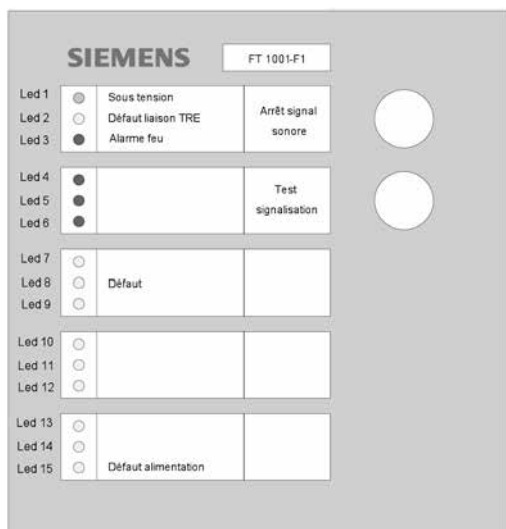 SIEMENS
FT 1001-F1
Led 1 Sous tension
Led 2 Défaut liaison TRE
Led 3 Alarme feu
Arrêt signal
sonore
Led 4
Led 5
Led 6
Test
signalisation
Led 7
Led 8 Défaut
Led 9
Led 10
Led 11
Led 12
Led 13
Led 14
Led 15 Défaut alimentation